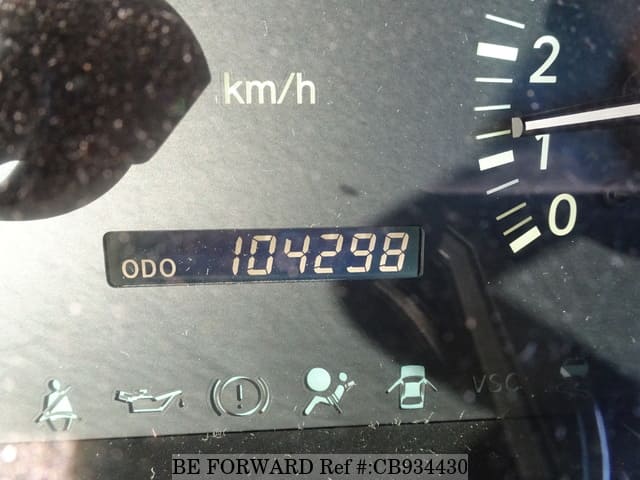 km/h
2
1
0
ODO 104298
VSC
BE FORWARD Ref #:CB934430